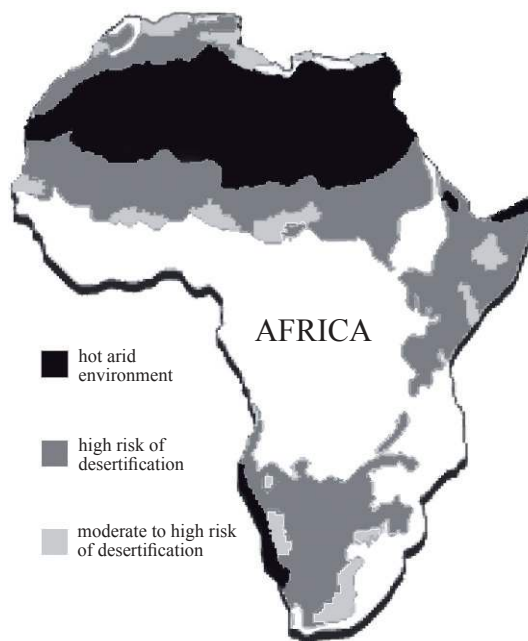 AFRICA
hot arid
environment
high risk of
desertification
moderate to high risk
of desertification